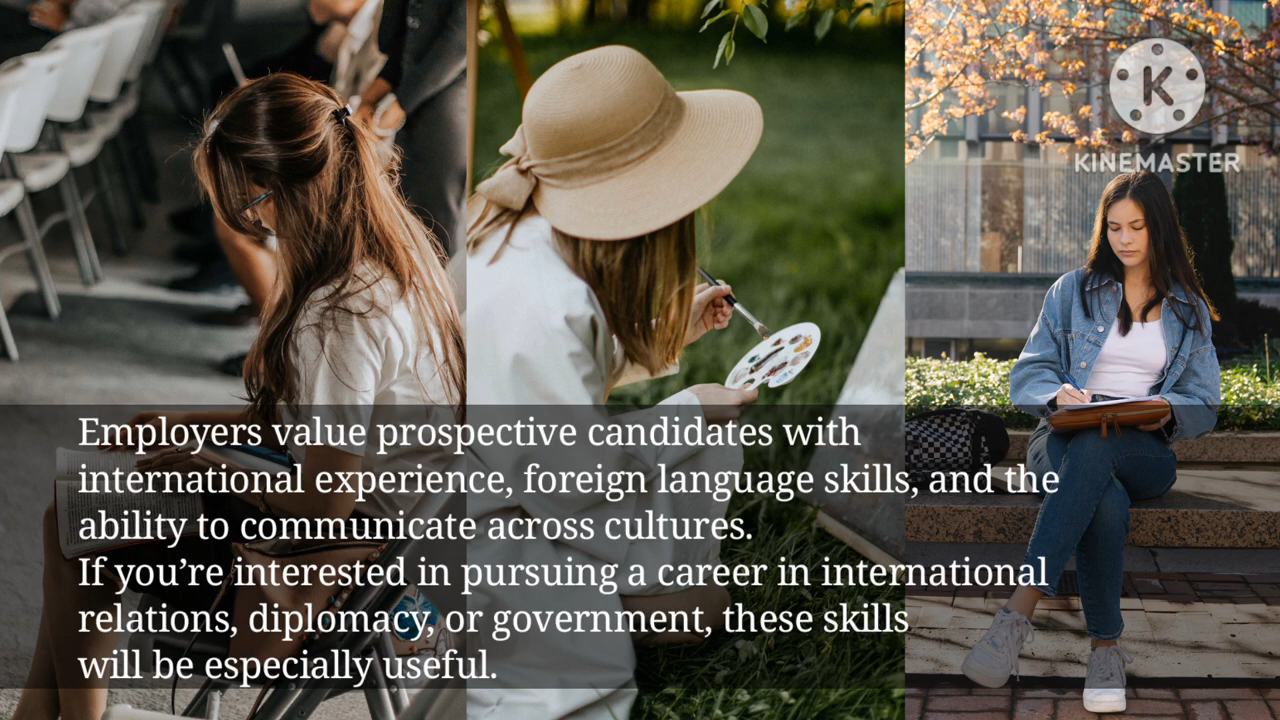 K
KINEMASTER
Employers value prospective candidates with
international experience, foreign language skills, and the
ability to communicate across cultures.
If you’re interested in pursuing a career in international
relations, diplomacy, or government, these skills
will be especially useful.